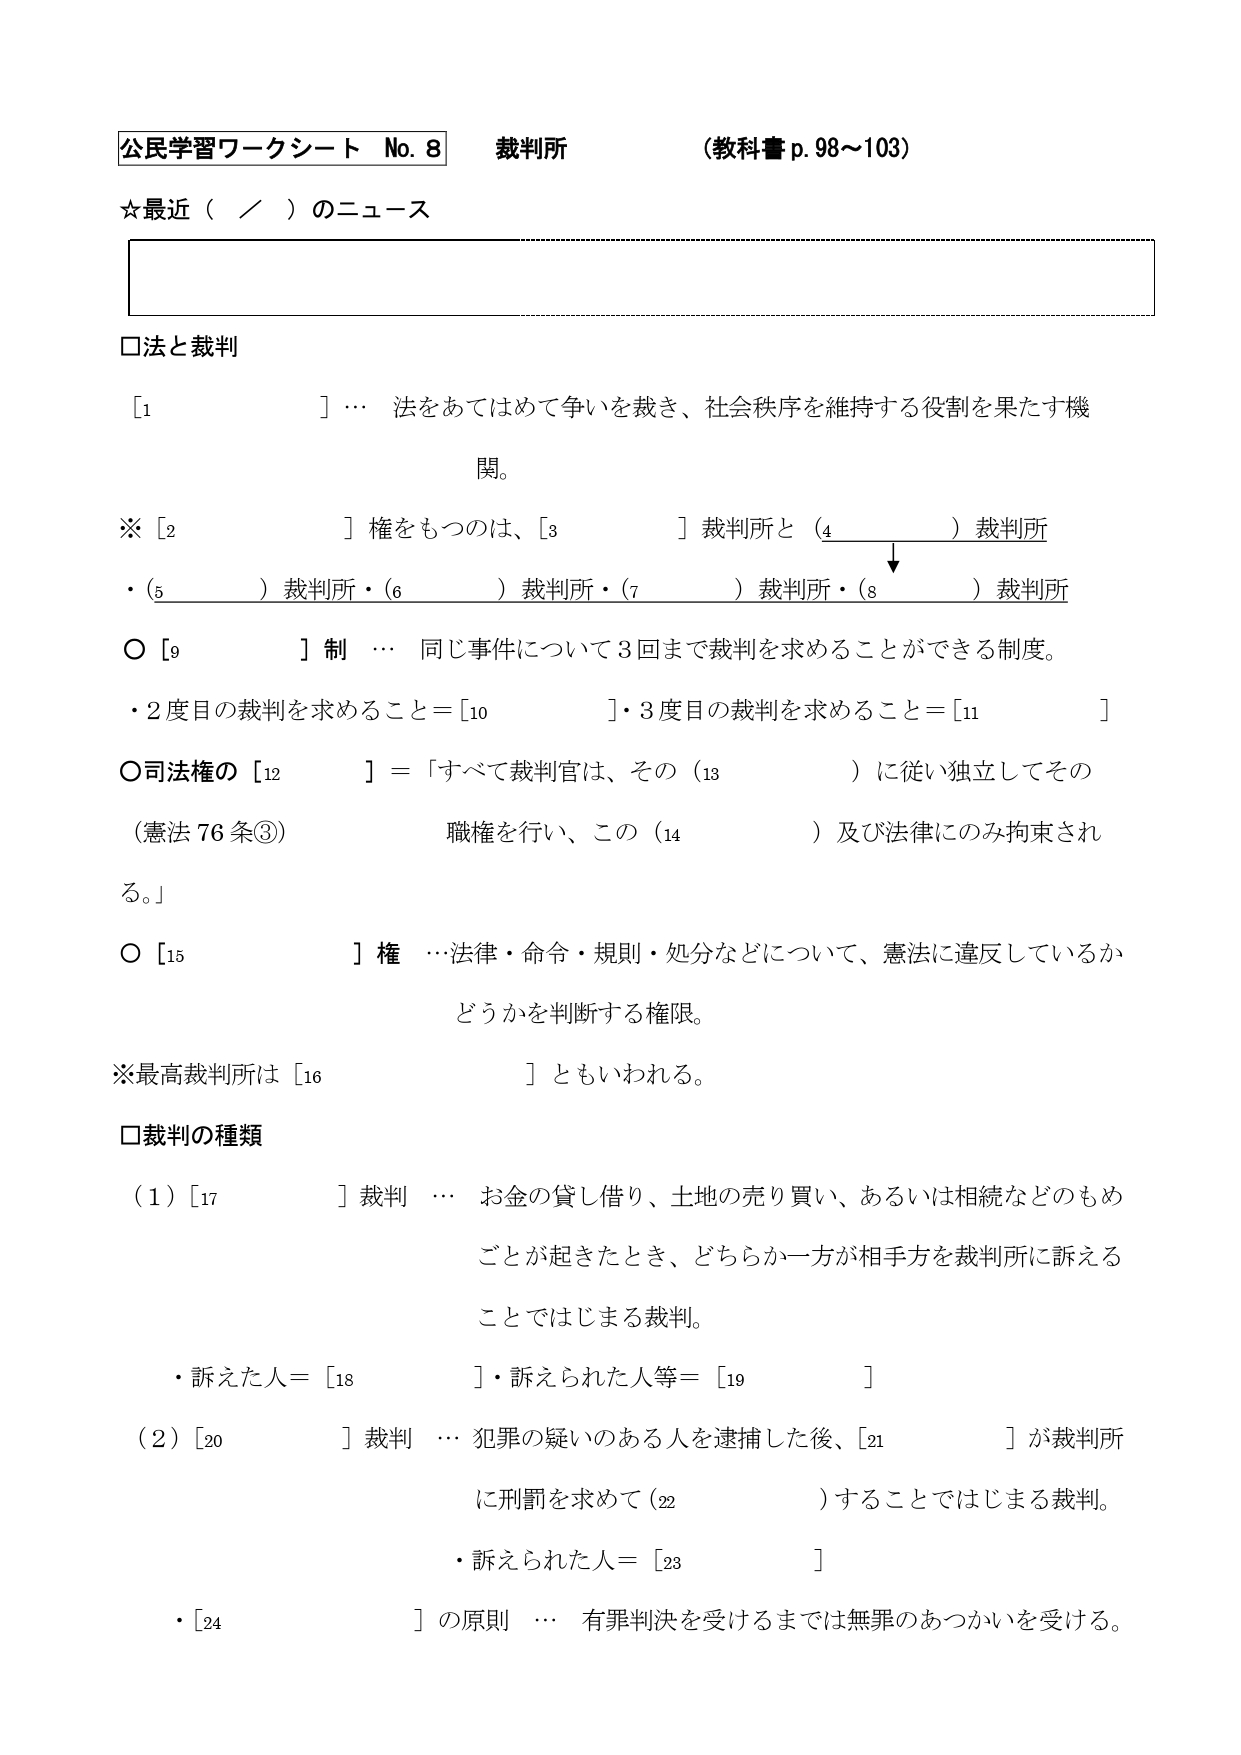 公民学習ワークシート　No.８　　裁判所　　　　　（教科書p.98～103）
☆最近（　／　）のニュース
□法と裁判
［1　　　　　　　］…　法をあてはめて争いを裁き、社会秩序を維持する役割を果たす機
関。
※［2　　　　　　　］権をもつのは、［3　　　　　］裁判所と（4　　　　　）裁判所
・（5　　　　）裁判所・（6　　　　）裁判所・（7　　　　）裁判所・（8　　　　）裁判所
〇［9　　　　　］制　…　同じ事件について３回まで裁判を求めることができる制度。
・２度目の裁判を求めること＝［10　　　　　］・３度目の裁判を求めること＝［11　　　　　］
〇司法権の［12　　　］＝「すべて裁判官は、その（13　　　　　）に従い独立してその
（憲法76条③）　　　　　　職権を行い、この（14　　　　　）及び法律にのみ拘束され
る。」
〇［15　　　　　　　］権　…法律・命令・規則・処分などについて、憲法に違反しているか
どうかを判断する権限。
※最高裁判所は［16　　　　　　　　］ともいわれる。
□裁判の種類
（１）［17　　　　　］裁判　…　お金の貸し借り、土地の売り買い、あるいは相続などのもめ
ごとが起きたとき、どちらか一方が相手方を裁判所に訴える
ことではじまる裁判。
・訴えた人＝［18　　　　　］・訴えられた人等＝［19　　　　　］
（２）［20　　　　　］裁判　…　犯罪の疑いのある人を逮捕した後、［21　　　　　］が裁判所
に刑罰を求めて（22　　　　　）することではじまる裁判。
・訴えられた人＝［23　　　　　］
・［24　　　　　　　　］の原則　…　有罪判決を受けるまでは無罪のあつかいを受ける。